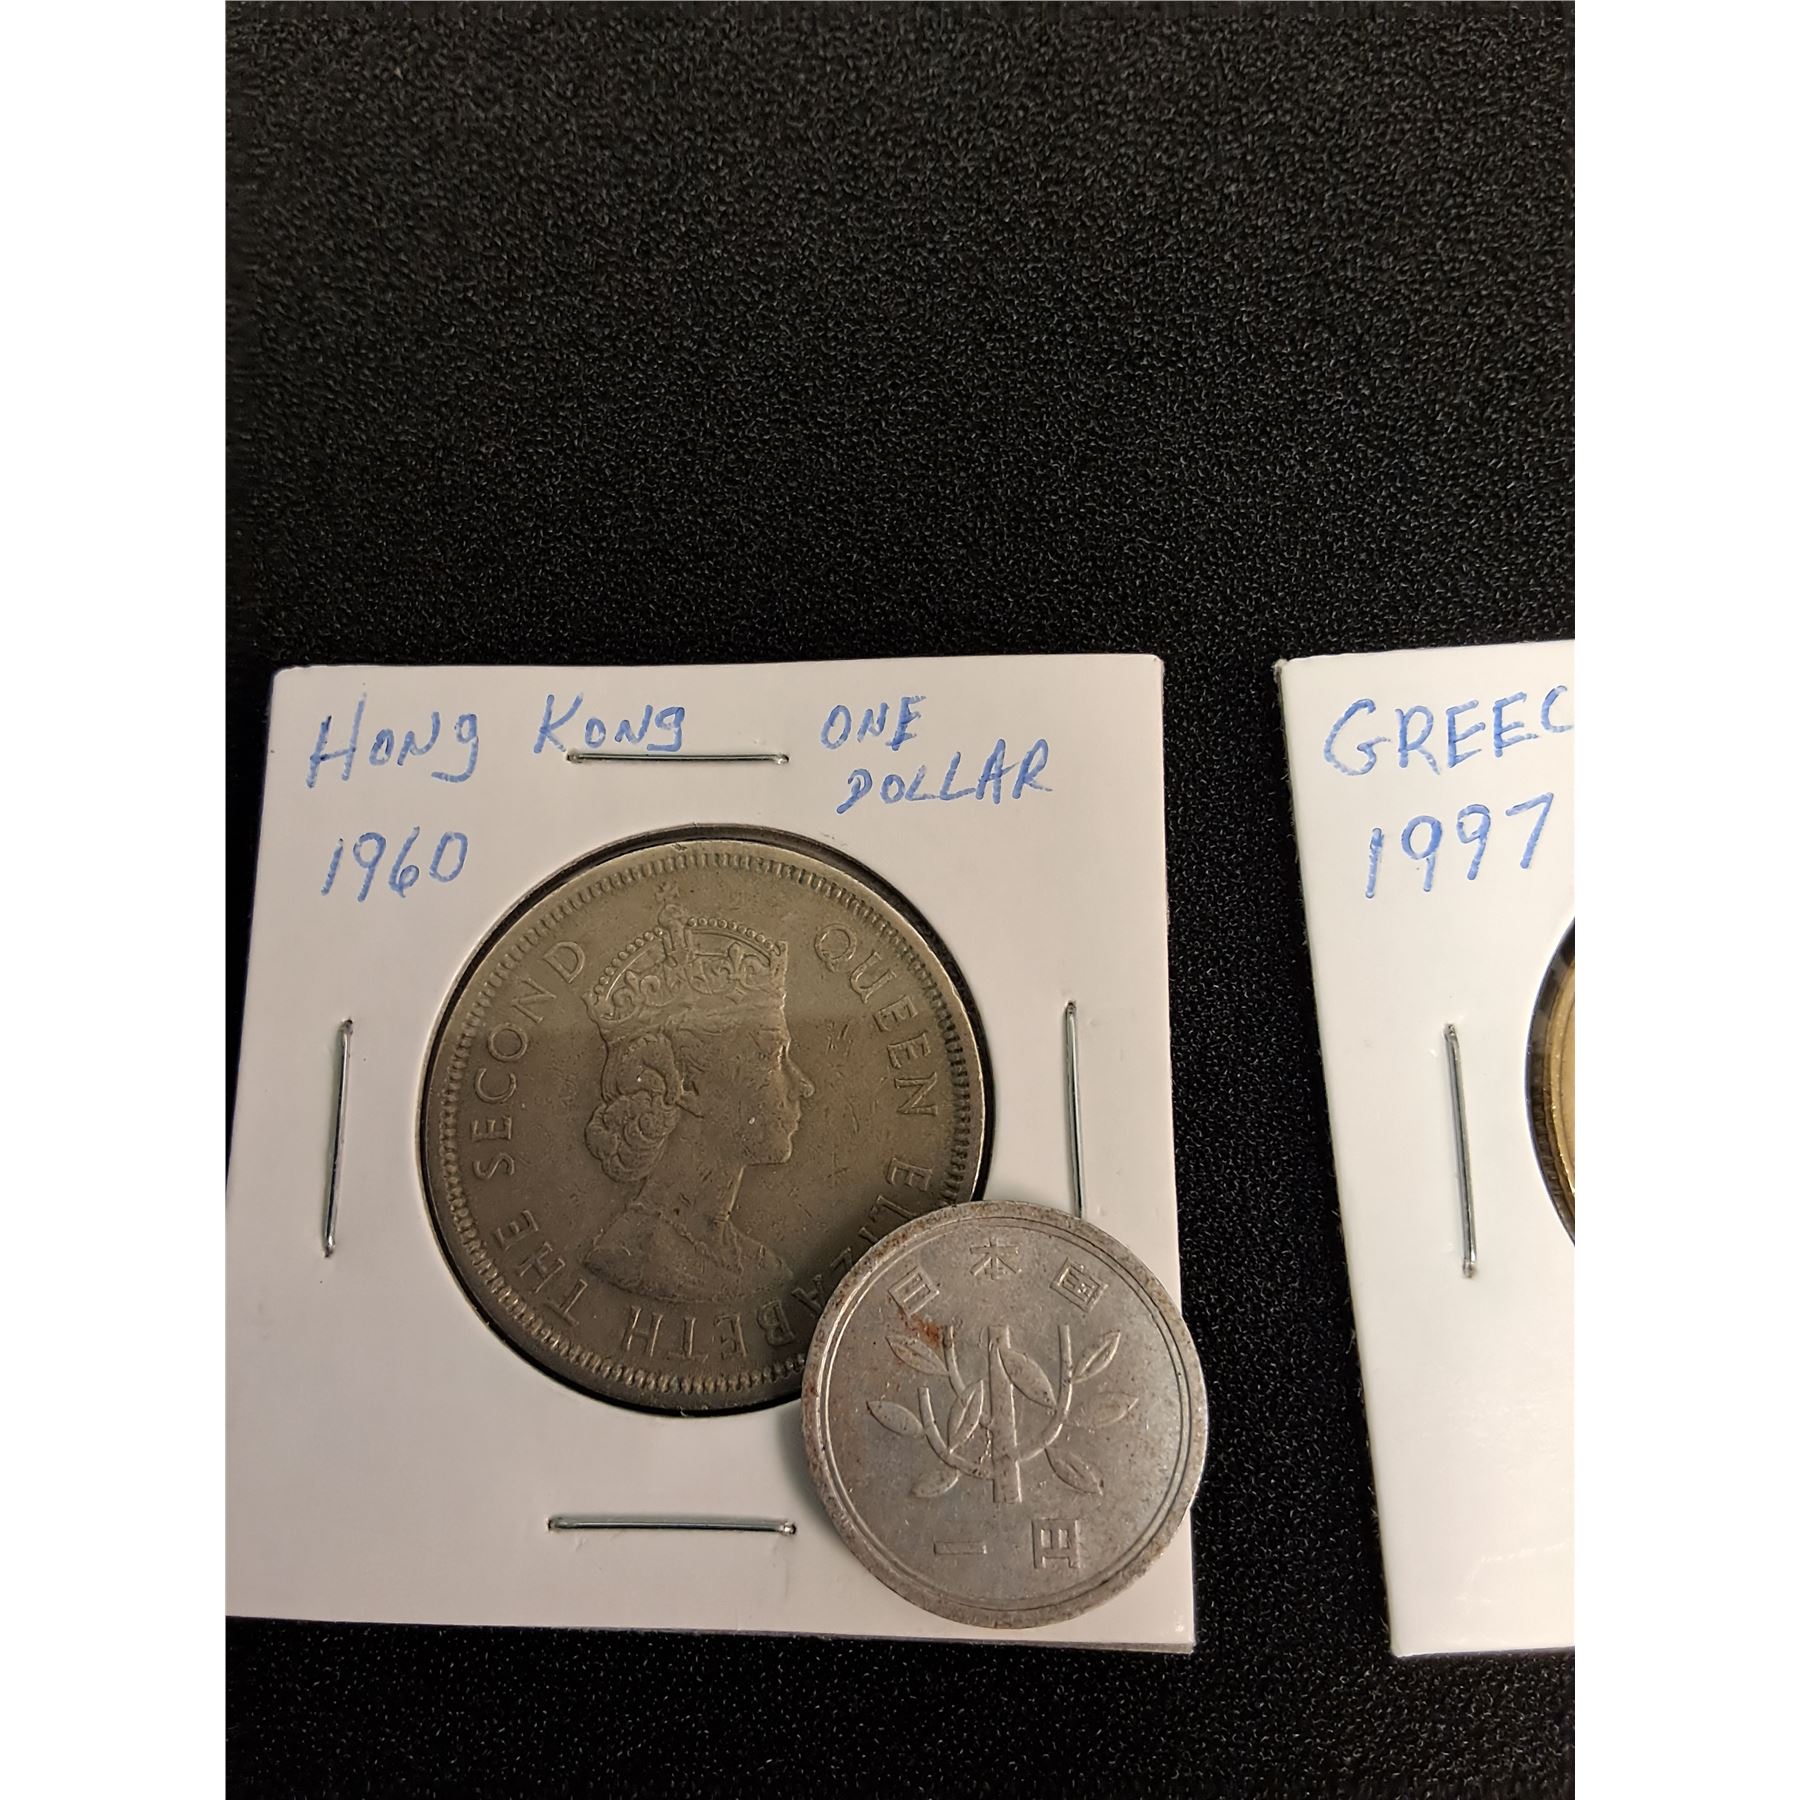 Hong Kong ONE
DOLLAR
1960
QUEEN ELIZABETH THE SECOND
日本国
一円
GREEC
1997